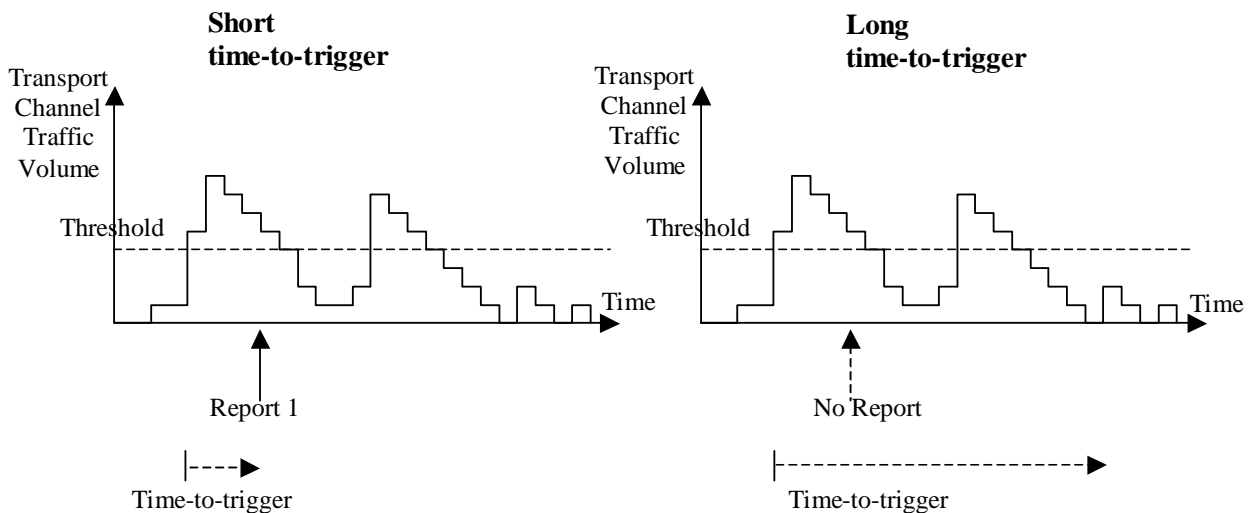 Short
time-to-trigger
Transport
Channel
Traffic
Volume
Threshold
Time
Report 1
Time-to-trigger
Long
time-to-trigger
Transport
Channel
Traffic
Volume
Threshold
Time
No Report
Time-to-trigger